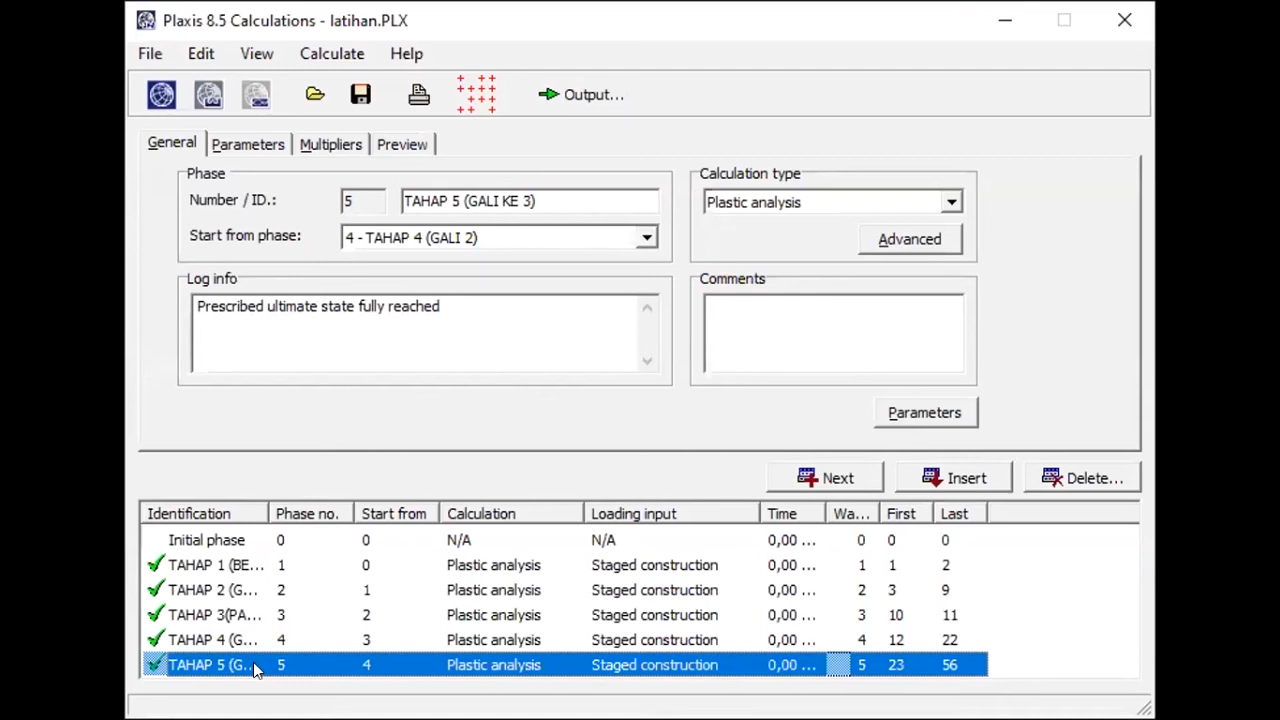 Plaxis 8.5 Calculations - latihan.PLX
File Edit View Calculate Help
Output...
General Parameters Multipliers Preview
Phase
Number / ID.: 5 TAHAP 5 (GALI KE 3)
Start from phase: 4 - TAHAP 4 (GALI 2)
Calculation type
Plastic analysis
Advanced
Log info
Prescribed ultimate state fully reached
Comments
Parameters
Next Insert Delete...
Identification Phase no. Start from Calculation Loading input Time Wa... First Last
Initial phase 0 0 N/A N/A 0,00 ... 0 0 0
TAHAP 1 (BE... 1 0 Plastic analysis Staged construction 0,00 ... 1 1 2
TAHAP 2 (G... 2 1 Plastic analysis Staged construction 0,00 ... 2 3 9
TAHAP 3(PA... 3 2 Plastic analysis Staged construction 0,00 ... 3 10 11
TAHAP 4 (G... 4 3 Plastic analysis Staged construction 0,00 ... 4 12 22
TAHAP 5 (G... 5 4 Plastic analysis Staged construction 0,00 ... 5 23 56